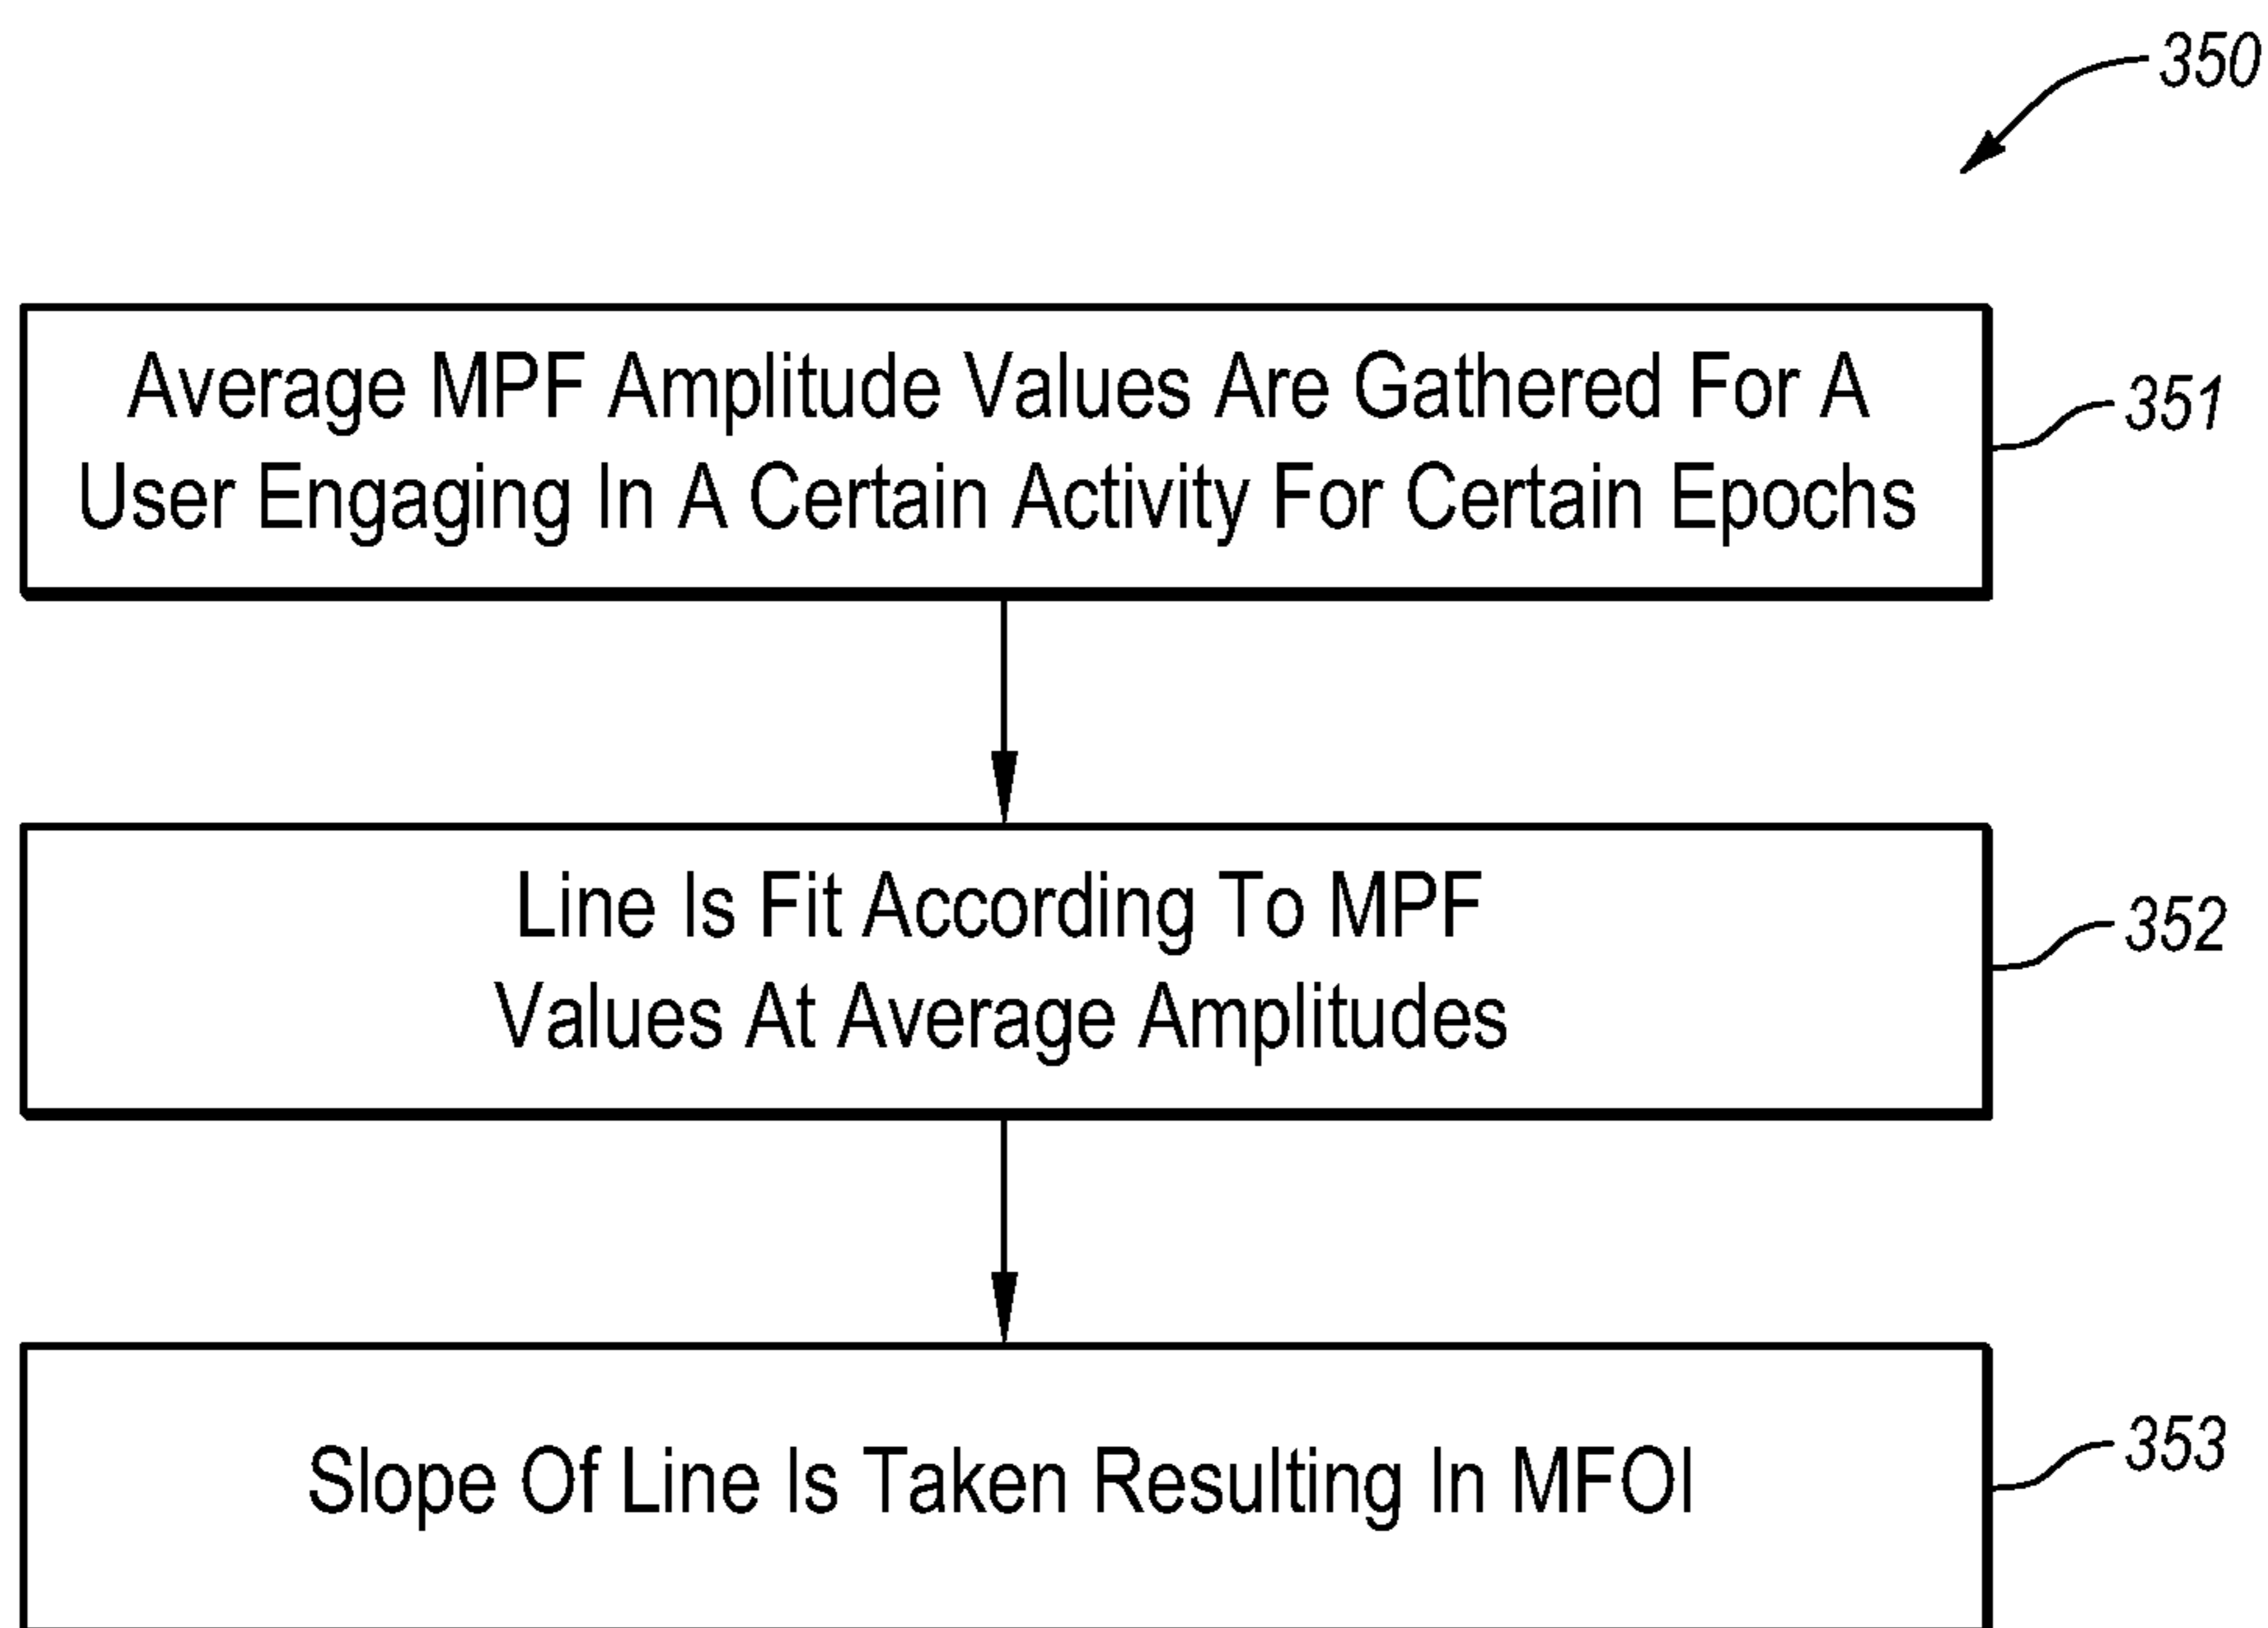 350
Average MPF Amplitude Values Are Gathered For A
User Engaging In A Certain Activity For Certain Epochs
351
Line Is Fit According To MPF
Values At Average Amplitudes
352
Slope Of Line Is Taken Resulting In MFOI
353